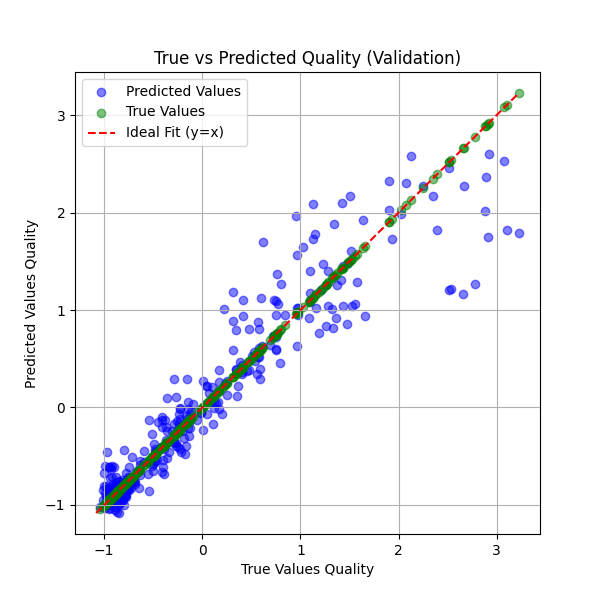 True vs Predicted Quality (Validation)
Predicted Values
True Values
Ideal Fit (y=x)
Predicted Values Quality
3
2
1
0
−1
−1 0 1 2 3
True Values Quality